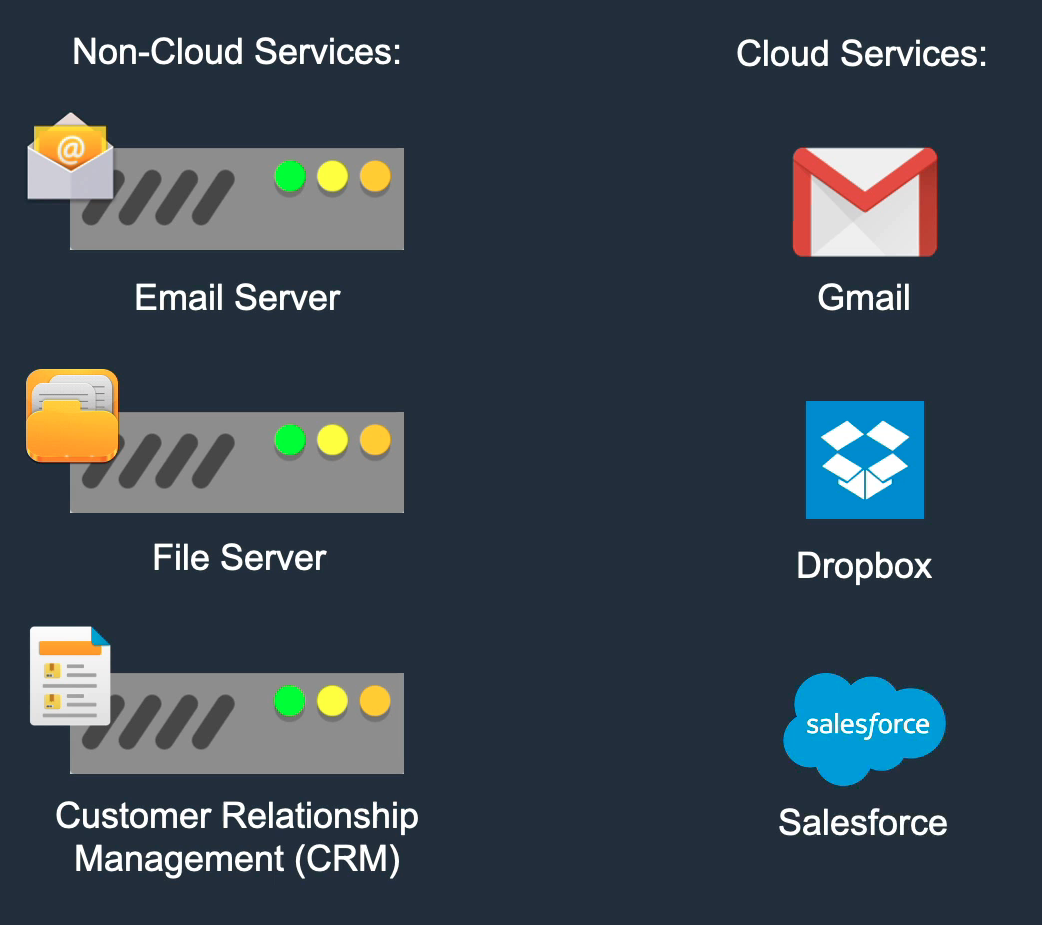 Non-Cloud Services:
Cloud Services:
@
Email Server
Gmail
File Server
Dropbox
salesforce
Customer Relationship
Management (CRM)
Salesforce